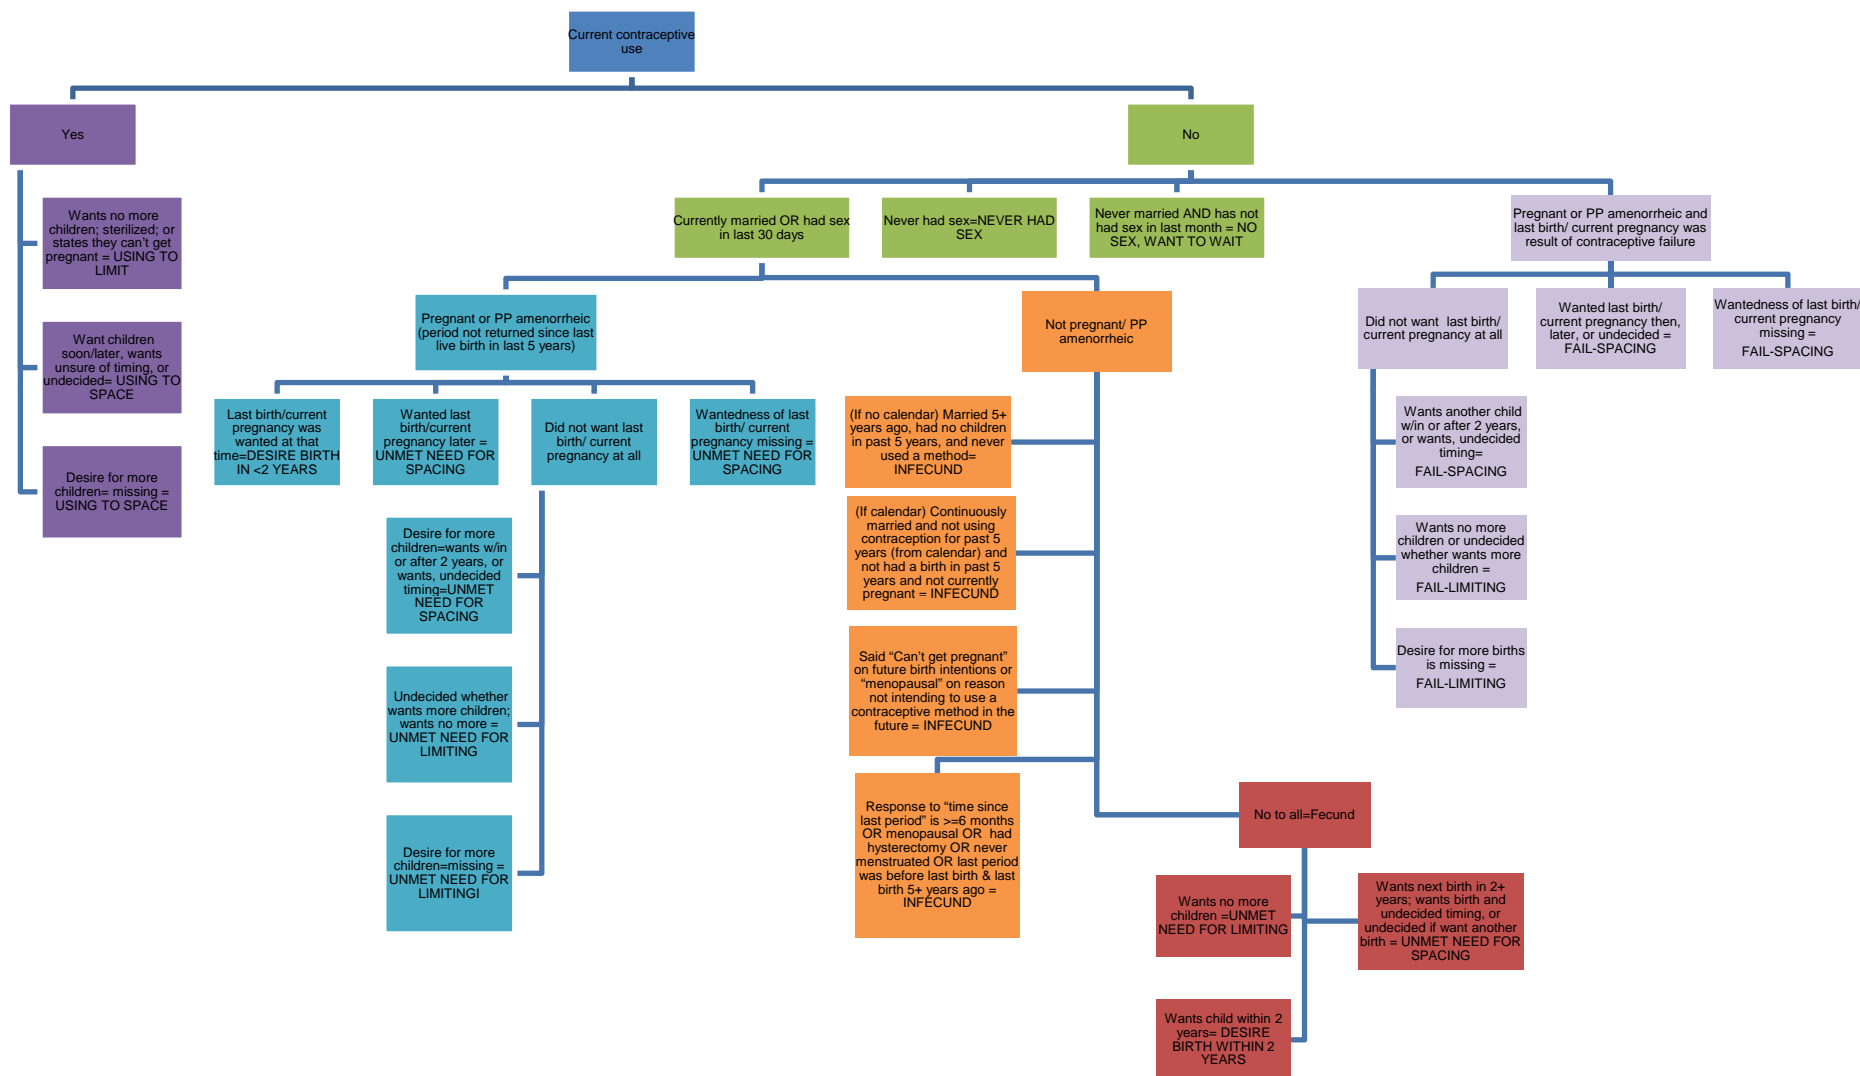 Current contraceptive
use
Yes
No
Wants no more
children; sterilized; or
states they can't get
pregnant = USING TO
LIMIT
Want children
soon/later, wants
unsure of timing, or
undecided= USING TO
SPACE
Desire for more
children= missing =
USING TO SPACE
Currently married OR had sex
in last 30 days
Never had sex=NEVER HAD
SEX
Never married AND has not
had sex in last month = NO
SEX, WANT TO WAIT
Pregnant or PP amenorrheic and
last birth/ current pregnancy was
result of contraceptive failure
Pregnant or PP amenorrheic
(period not returned since last
live birth in last 5 years)
Not pregnant/ PP
amenorrheic
Did not want  last birth/
current pregnancy at all
Wanted last birth/
current pregnancy then,
later, or undecided =
FAIL-SPACING
Wantedness of last birth/
current pregnancy
missing =
FAIL-SPACING
Last birth/current
pregnancy was
wanted at that
time=DESIRE BIRTH
IN <2 YEARS
Wanted last
birth/current
pregnancy later =
UNMET NEED FOR
SPACING
Did not want last
birth/ current
pregnancy at all
Wantedness of last
birth/ current
pregnancy missing =
UNMET NEED FOR
SPACING
Desire for more
children=wants w/in
or after 2 years, or
wants, undecided
timing=UNMET
NEED FOR
SPACING
Undecided whether
wants more children;
wants no more =
UNMET NEED FOR
LIMITING
Desire for more
children=missing =
UNMET NEED FOR
LIMITINGI
(If no calendar) Married 5+
years ago, had no children
in past 5 years, and never
used a method=
INFECUND
(If calendar) Continuously
married and not using
contraception for past 5
years (from calendar) and
not had a birth in past 5
years and not currently
pregnant = INFECUND
Said “Can’t get pregnant”
on future birth intentions or
“menopausal” on reason
not intending to use a
contraceptive method in the
future = INFECUND
Response to “time since
last period” is >=6 months
OR menopausal OR  had
hysterectomy OR never
menstruated OR last period
was before last birth & last
birth 5+ years ago =
INFECUND
Wants another child
w/in or after 2 years,
or wants, undecided
timing=
FAIL-SPACING
Wants no more
children or undecided
whether wants more
children =
FAIL-LIMITING
Desire for more births
is missing =
FAIL-LIMITING
No to all=Fecund
Wants no more
children =UNMET
NEED FOR LIMITING
Wants next birth in 2+
years; wants birth and
undecided timing, or
undecided if want another
birth = UNMET NEED FOR
SPACING
Wants child within 2
years= DESIRE
BIRTH WITHIN 2
YEARS